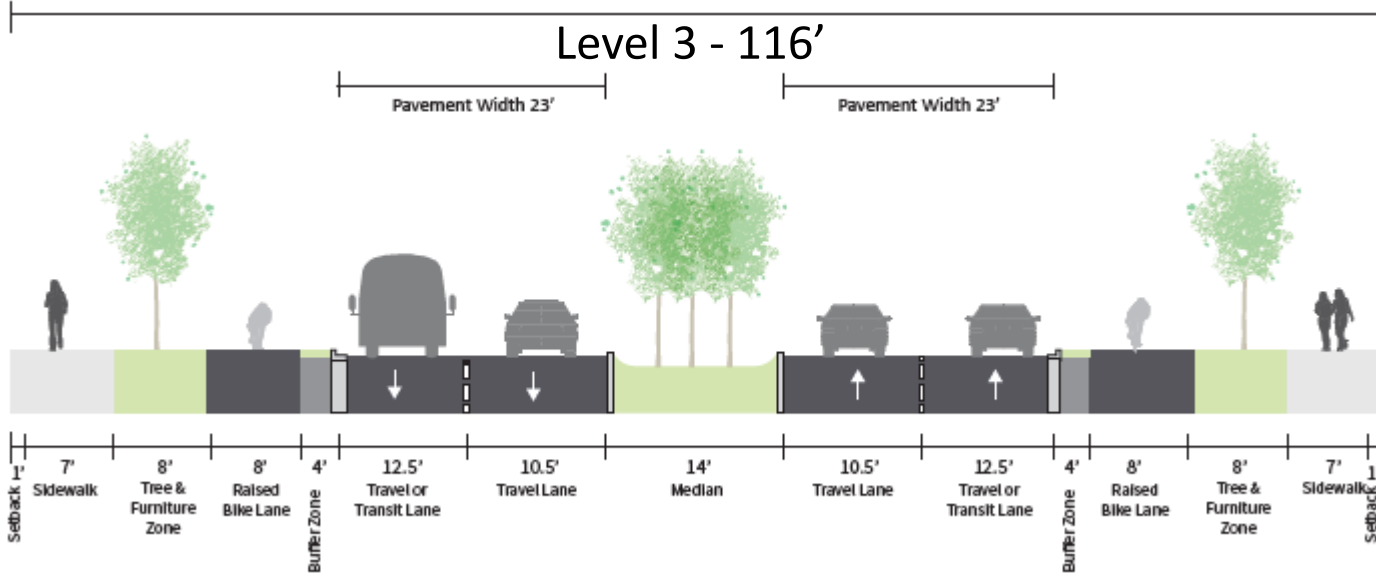 Level 3 - 116’
Pavement Width 23’
Pavement Width 23’
1’
Setback
7’
Sidewalk
8’
Tree &
Furniture
Zone
8’
Raised
Bike Lane
4’
Buffer Zone
12.5’
Travel or
Transit Lane
10.5’
Travel Lane
14’
Median
10.5’
Travel Lane
12.5’
Travel or
Transit Lane
4’
Buffer Zone
8’
Raised
Bike Lane
8’
Tree &
Furniture
Zone
7’
Sidewalk
1
Setback